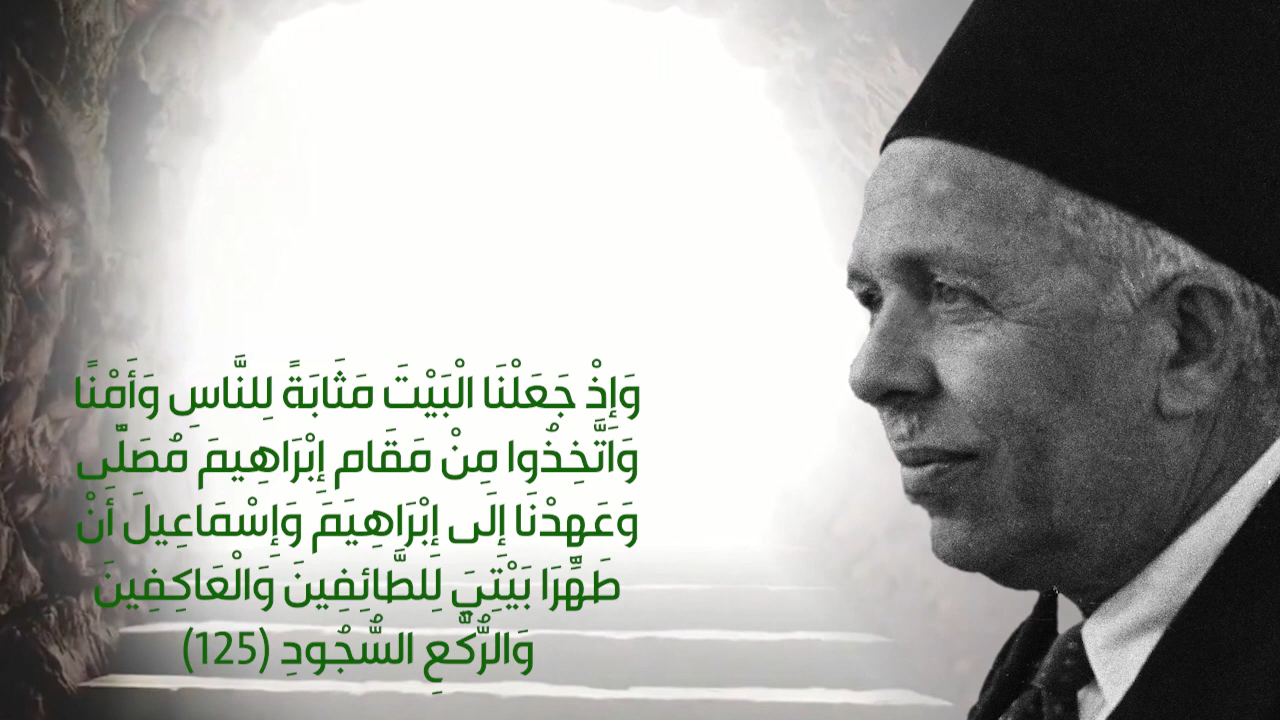 وَإِذْ جَعَلْنَا الْبَيْتَ مَثَابَةً لِلنَّاسِ وَأَمْنًا
وَاتَّخِذُوا مِنْ مَقَامِ إِبْرَاهِيمَ مُصَلًّى
وَعَهِدْنَا إِلَى إِبْرَاهِيمَ وَإِسْمَاعِيلَ أَنْ
طَهِّرَا بَيْتِيَ لِلطَّائِفِينَ وَالْعَاكِفِينَ
وَالرُّكَّعِ السُّجُودِ (125)